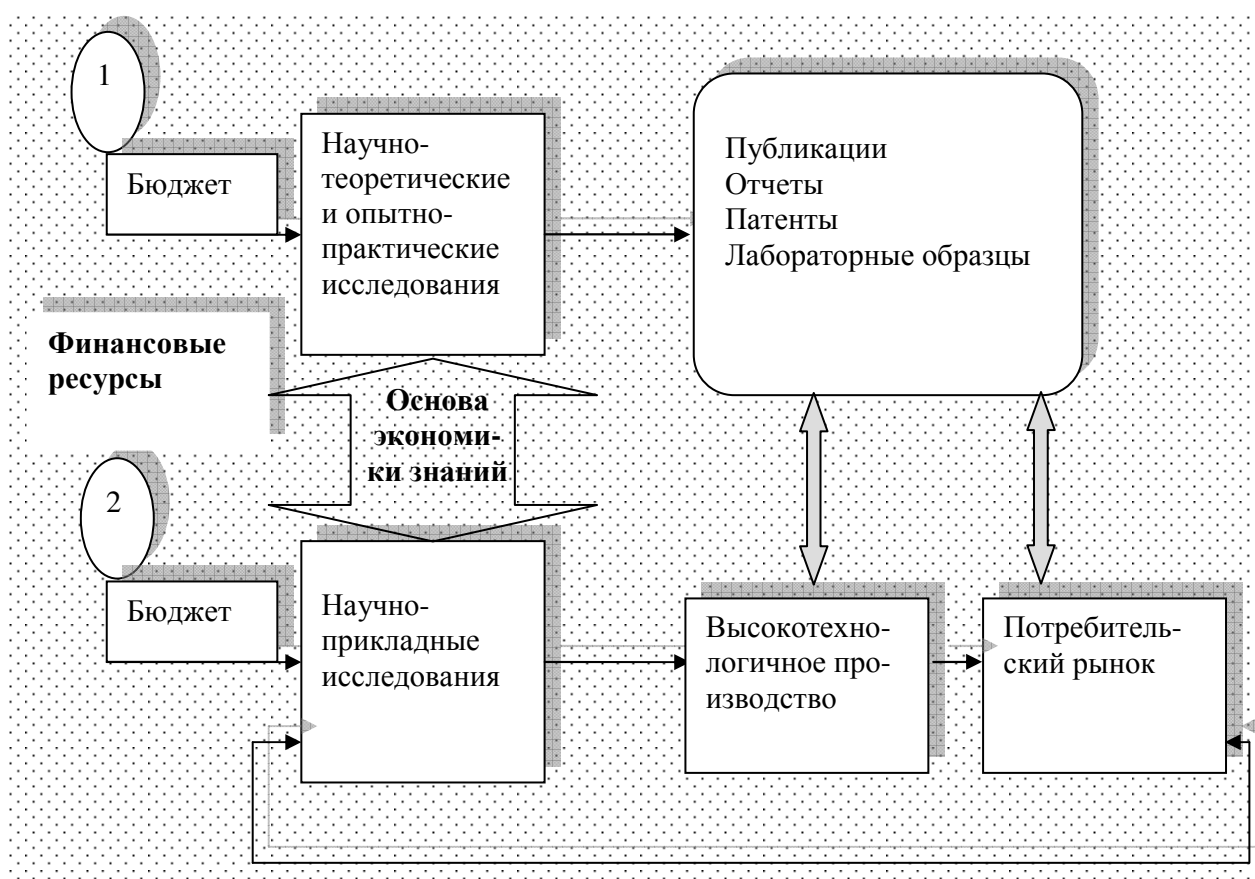 1
Бюджет
Научно-
теоретические
и опытно-
практические
исследования
Публикации
Отчеты
Патенты
Лабораторные образцы
Финансовые
ресурсы
Основа
экономи-
ки знаний
2
Бюджет
Научно-
прикладные
исследования
Высокотехно-
логичное про-
изводство
Потребитель-
ский рынок